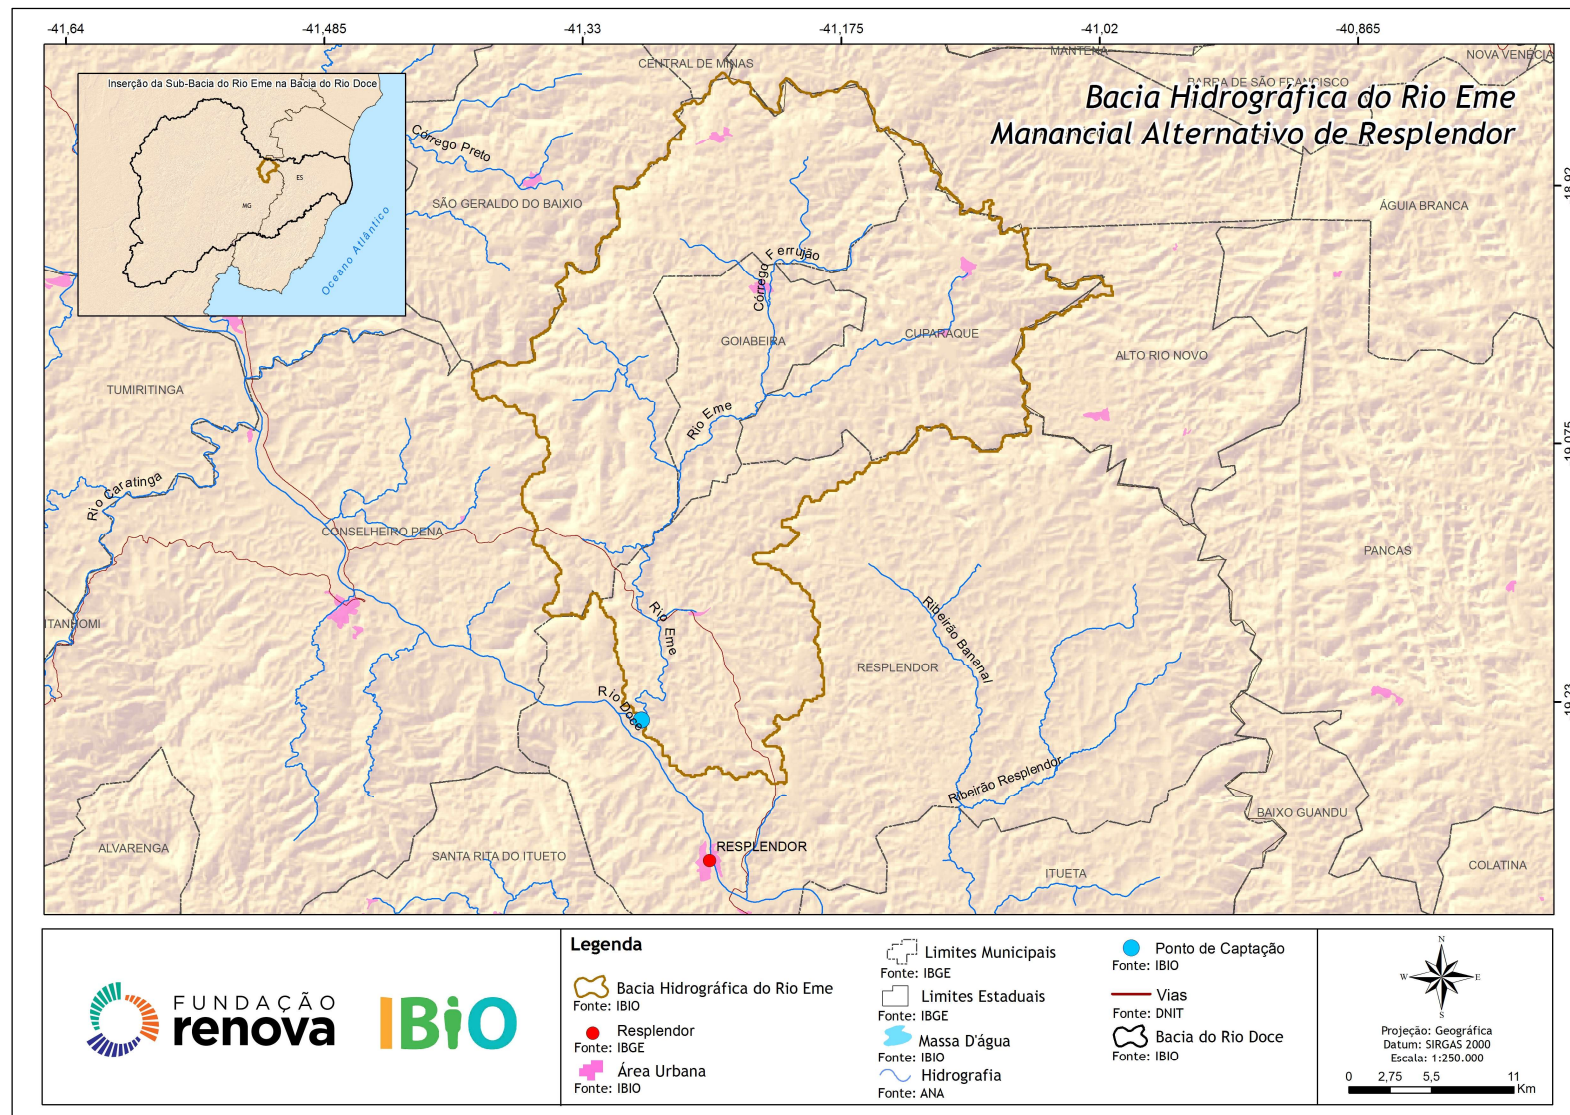 -41,64
-41,485
-41,33
-41,175
-41,02
-40,865
Inserção da Sub-Bacia do Rio Eme na Bacia do Rio Doce
MG
ES
Oceano Atlântico
Bacia Hidrográfica do Rio Eme
Manancial Alternativo de Resplendor
CENTRAL DE MINAS
MANTENA
BARRA DE SÃO FRANCISCO
NOVA VENÉCIA
Córrego Preto
SÃO GERALDO DO BAIXIO
ÁGUIA BRANCA
Córrego Ferrujão
GOIABEIRA
CUPARAQUE
ALTO RIO NOVO
TUMIRITINGA
Rio Eme
Rio Caratinga
CONSELHEIRO PENA
PANCAS
ITANHOMI
Rio Eme
Ribeirão Bananal
RESPLENDOR
Rio Doce
Ribeirão Resplendor
BAIXO GUANDU
ALVARENGA
SANTA RITA DO ITUETO
RESPLENDOR
ITUETA
COLATINA
FUNDAÇÃO
renova
IBiO
Legenda
Bacia Hidrográfica do Rio Eme
Fonte: IBIO
Resplendor
Fonte: IBGE
Área Urbana
Fonte: IBIO
Limites Municipais
Fonte: IBGE
Limites Estaduais
Fonte: IBGE
Massa D'água
Fonte: IBIO
Hidrografia
Fonte: ANA
Ponto de Captação
Fonte: IBIO
Vias
Fonte: DNIT
Bacia do Rio Doce
Fonte: IBIO
N
W
E
S
Projeção: Geográfica
Datum: SIRGAS 2000
Escala: 1:250.000
0 2,75 5,5 11
Km